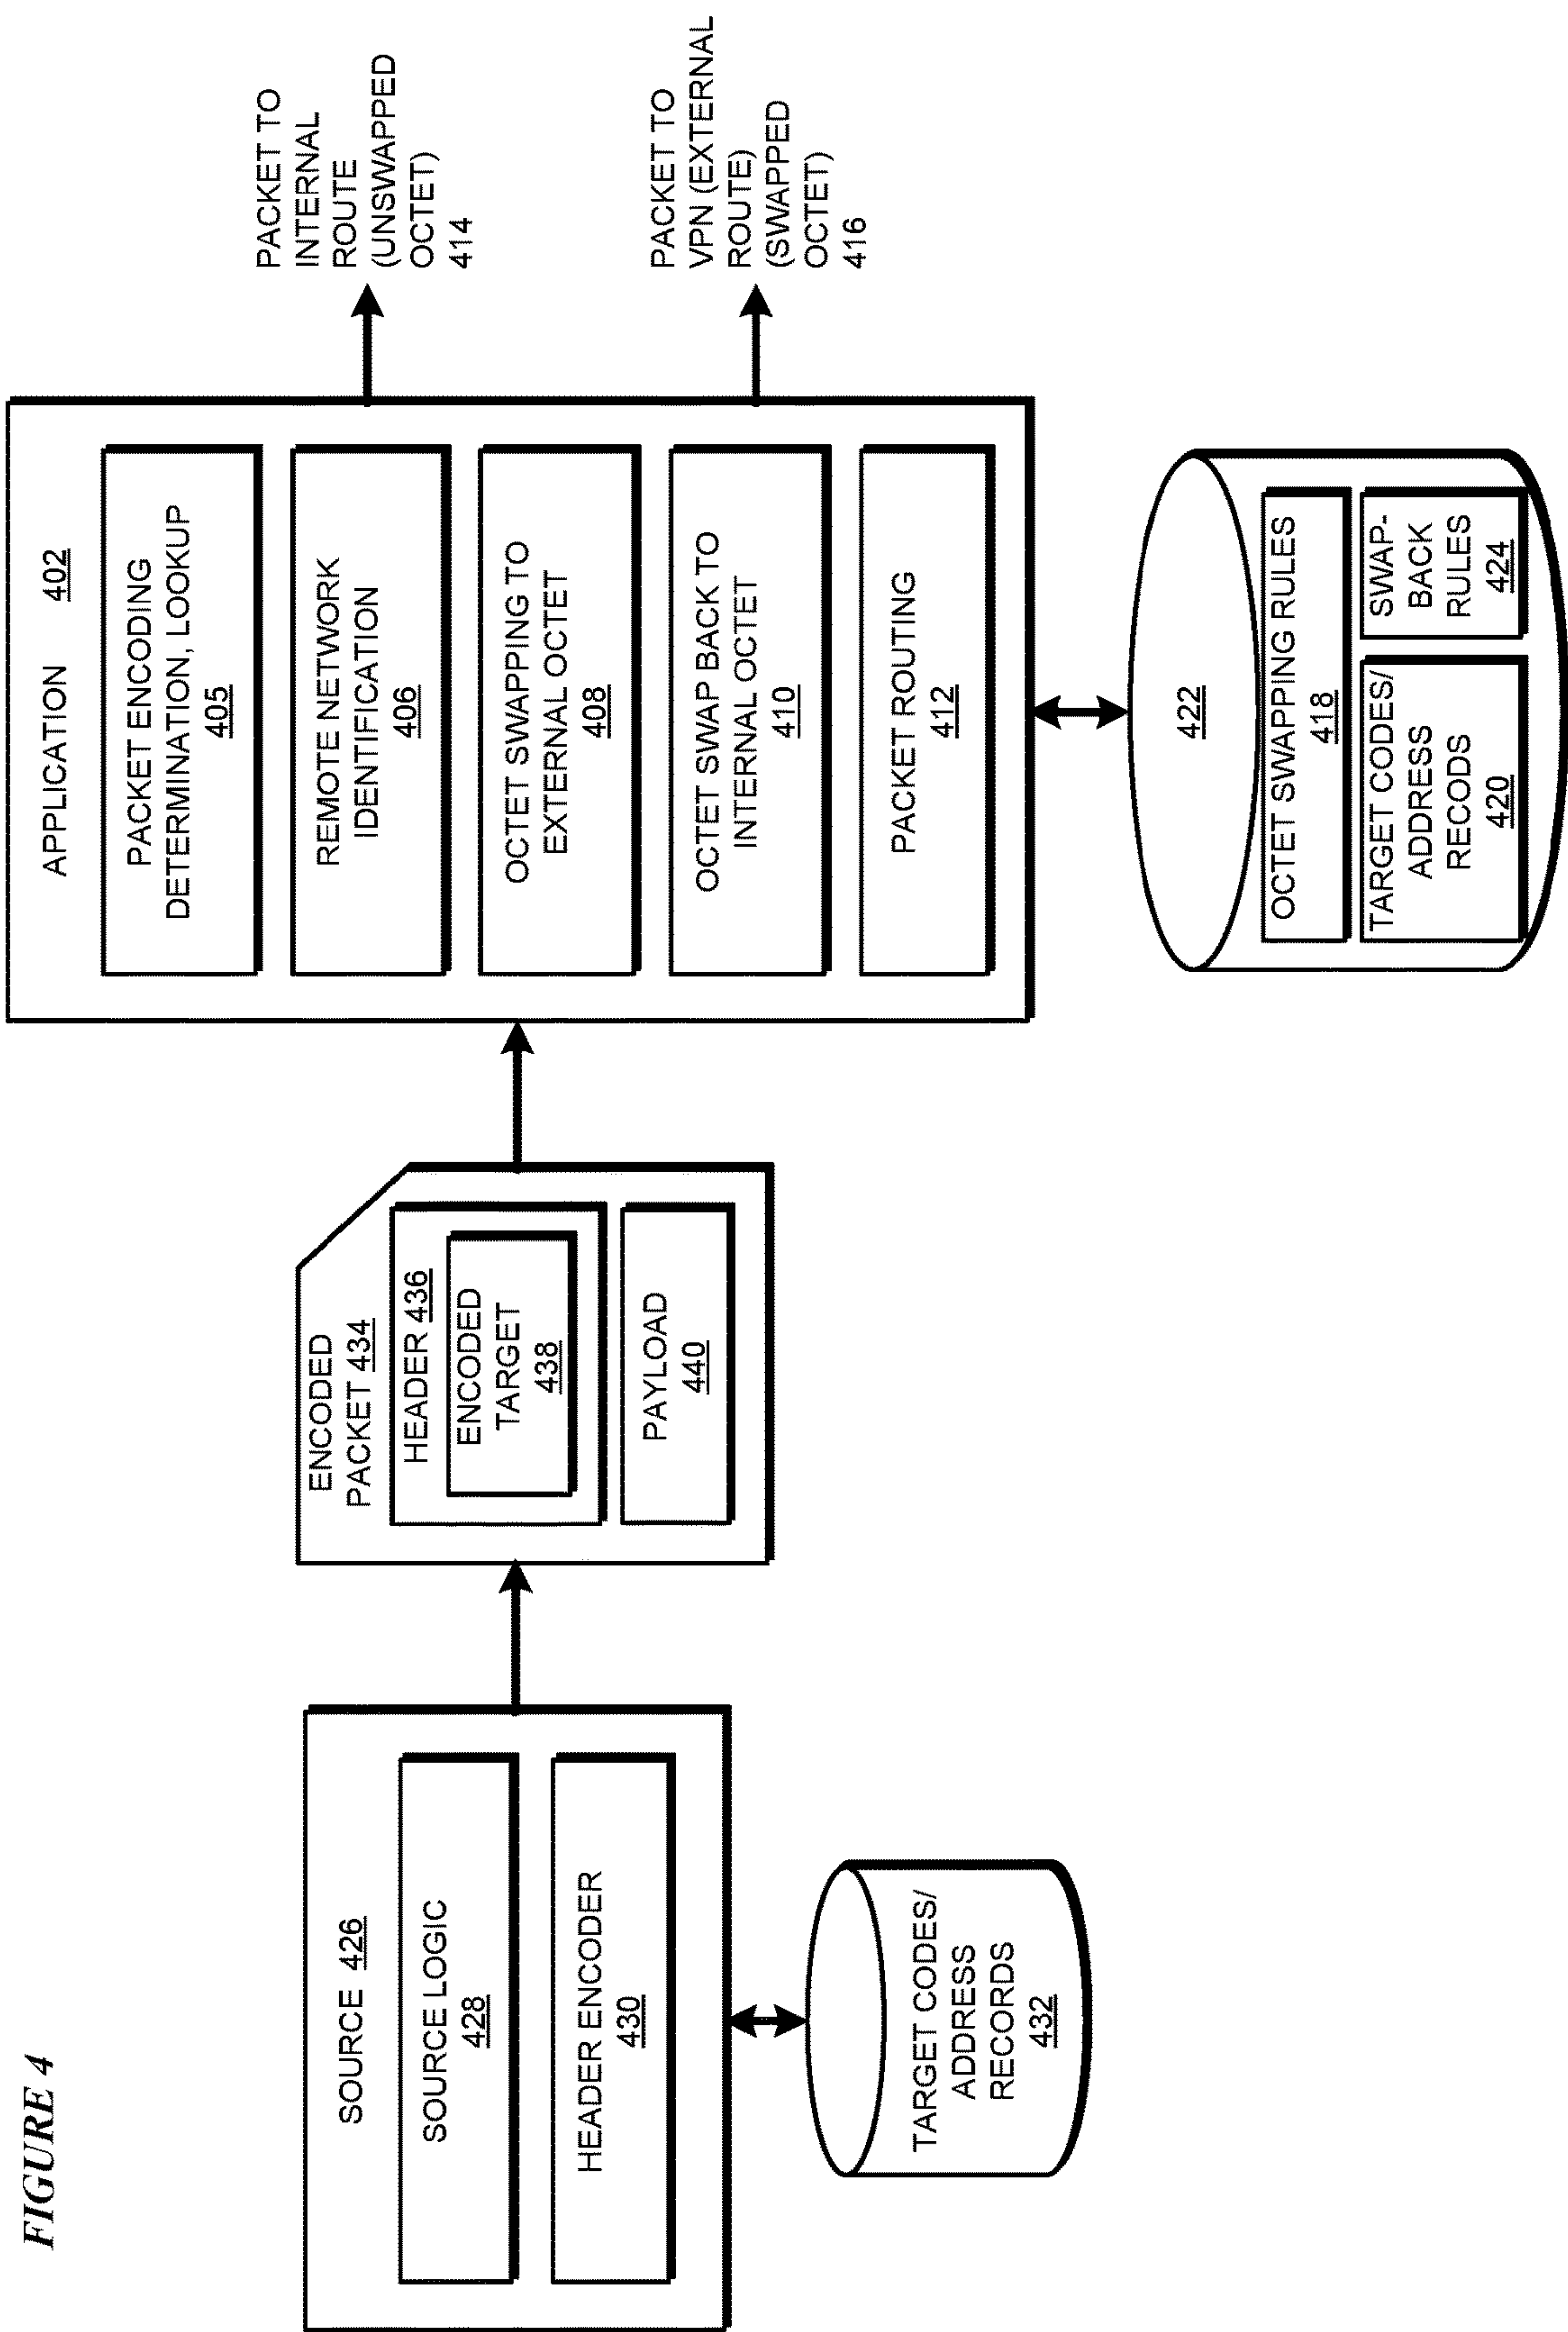 FIGURE 4
SOURCE 426
SOURCE LOGIC
428
HEADER ENCODER
430
TARGET CODES/
ADDRESS
RECORDS
432
ENCODED
PACKET 434
HEADER 436
ENCODED
TARGET
438
PAYLOAD
440
APPLICATION 402
PACKET ENCODING
DETERMINATION, LOOKUP
405
REMOTE NETWORK
IDENTIFICATION
406
OCTET SWAPPING TO
EXTERNAL OCTET
408
OCTET SWAP BACK TO
INTERNAL OCTET
410
PACKET ROUTING
412
422
OCTET SWAPPING RULES
418
TARGET CODES/
ADDRESS
RECODS
420
SWAP-
BACK
RULES
424
PACKET TO
INTERNAL
ROUTE
(UNSWAPPED
OCTET)
414
PACKET TO
VPN (EXTERNAL
ROUTE)
(SWAPPED
OCTET)
416